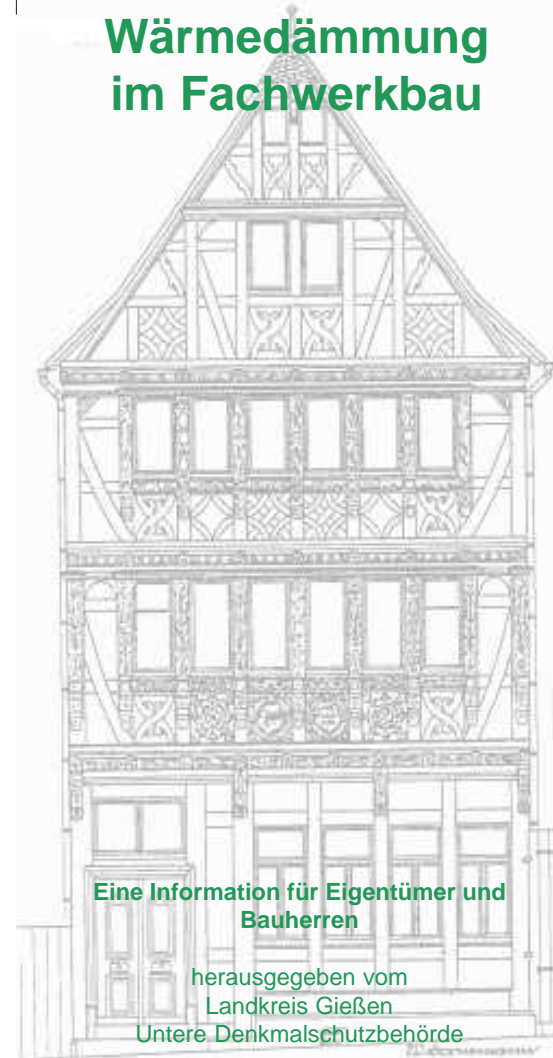 Wärmedämmung
im Fachwerkbau
Eine Information für Eigentümer und
Bauherren
herausgegeben vom
Landkreis Gießen
Untere Denkmalschutzbehörde